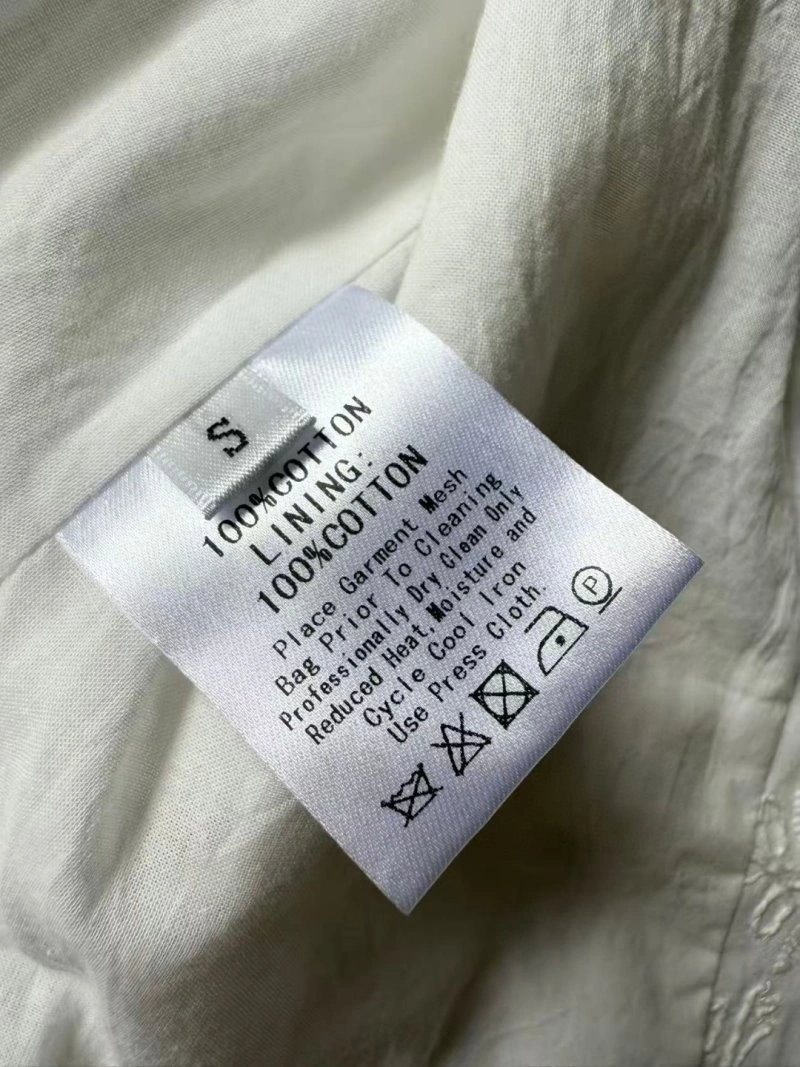 S
100%COTTON
LINING:
100%COTTON
Place Garment Mesh
Bag Prior To Cleaning
Professionally Dry Clean Only
Reduced Heat, Moisture and
Cycle Cool Iron
Use Press Cloth.
P